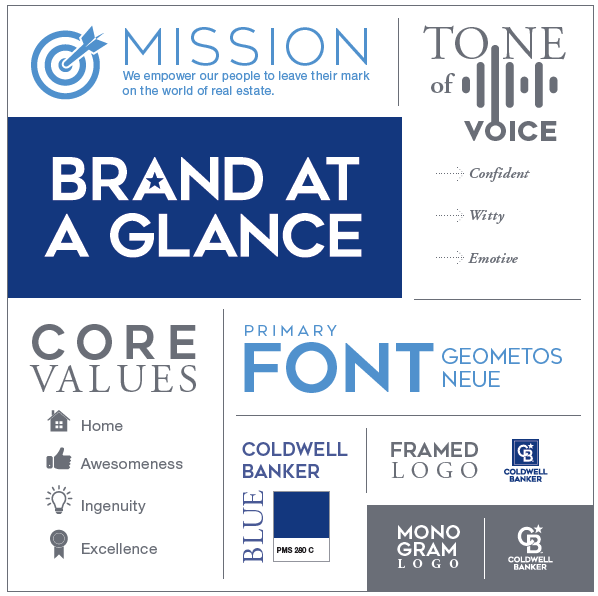 MISSION
We empower our people to leave their mark
on the world of real estate.
TONE
of
VOICE
Confident
Witty
Emotive
BRAND AT
A GLANCE
CORE
VALUES
Home
Awesomeness
Ingenuity
Excellence
PRIMARY
FONT
GEOMETOS
NEUE
COLDWELL
BANKER
BLUE
PMS 280 C
FRAMED
LOGO
CB
COLDWELL
BANKER
MONO
GRAM
LOGO
CB
COLDWELL
BANKER